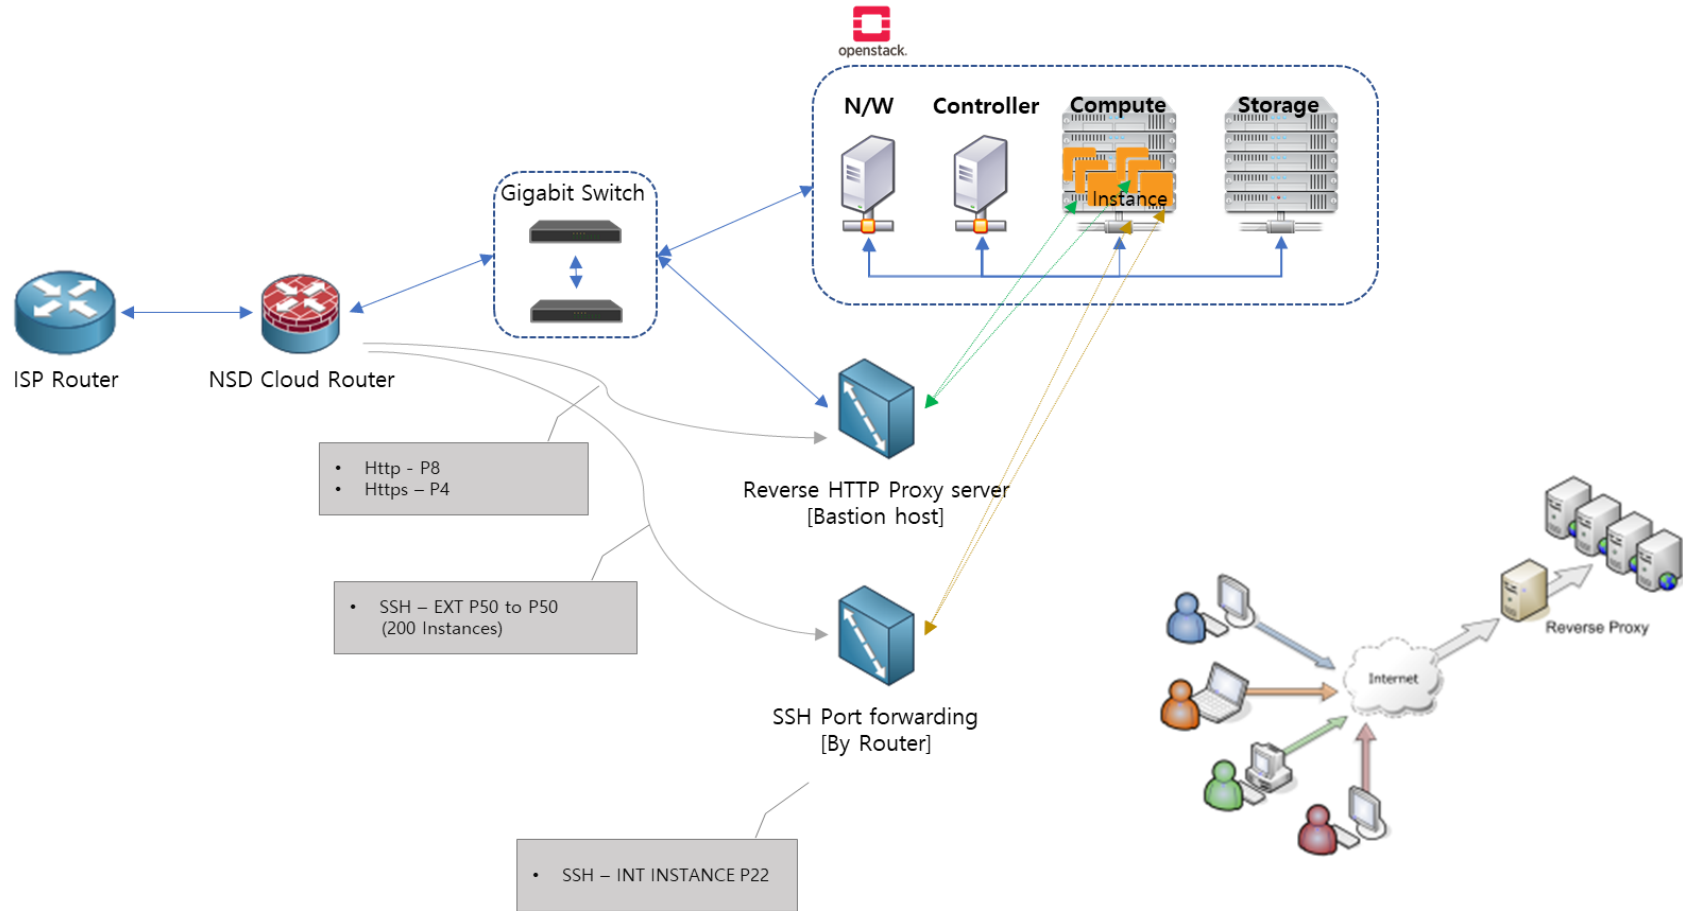 openstack.
N/W
Controller
Compute
Storage
Instance
Gigabit Switch
ISP Router
NSD Cloud Router
• Http - P8
• Https – P4
Reverse HTTP Proxy server
[Bastion host]
• SSH – EXT P50 to P50
(200 Instances)
SSH Port forwarding
[By Router]
• SSH – INT INSTANCE P22
Reverse Proxy
Internet